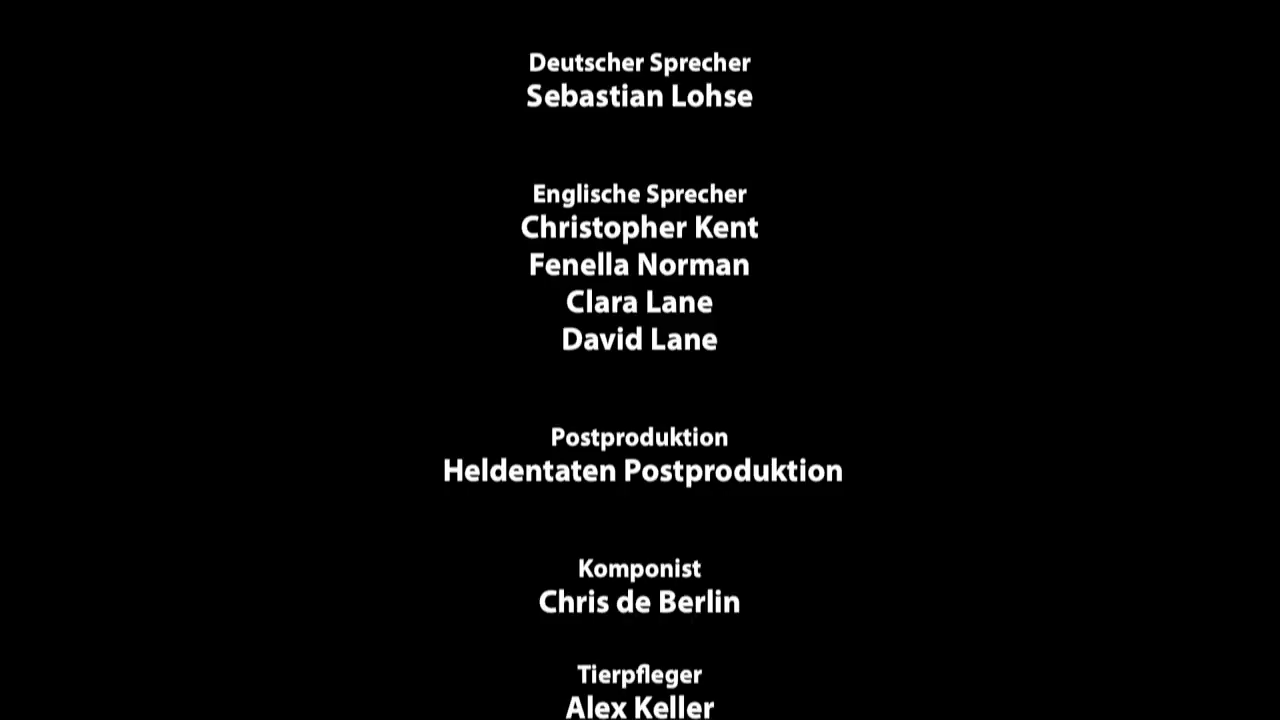 Deutscher Sprecher
Sebastian Lohse
Englische Sprecher
Christopher Kent
Fenella Norman
Clara Lane
David Lane
Postproduktion
Heldentaten Postproduktion
Komponist
Chris de Berlin
Tierpfleger
Alex Keller